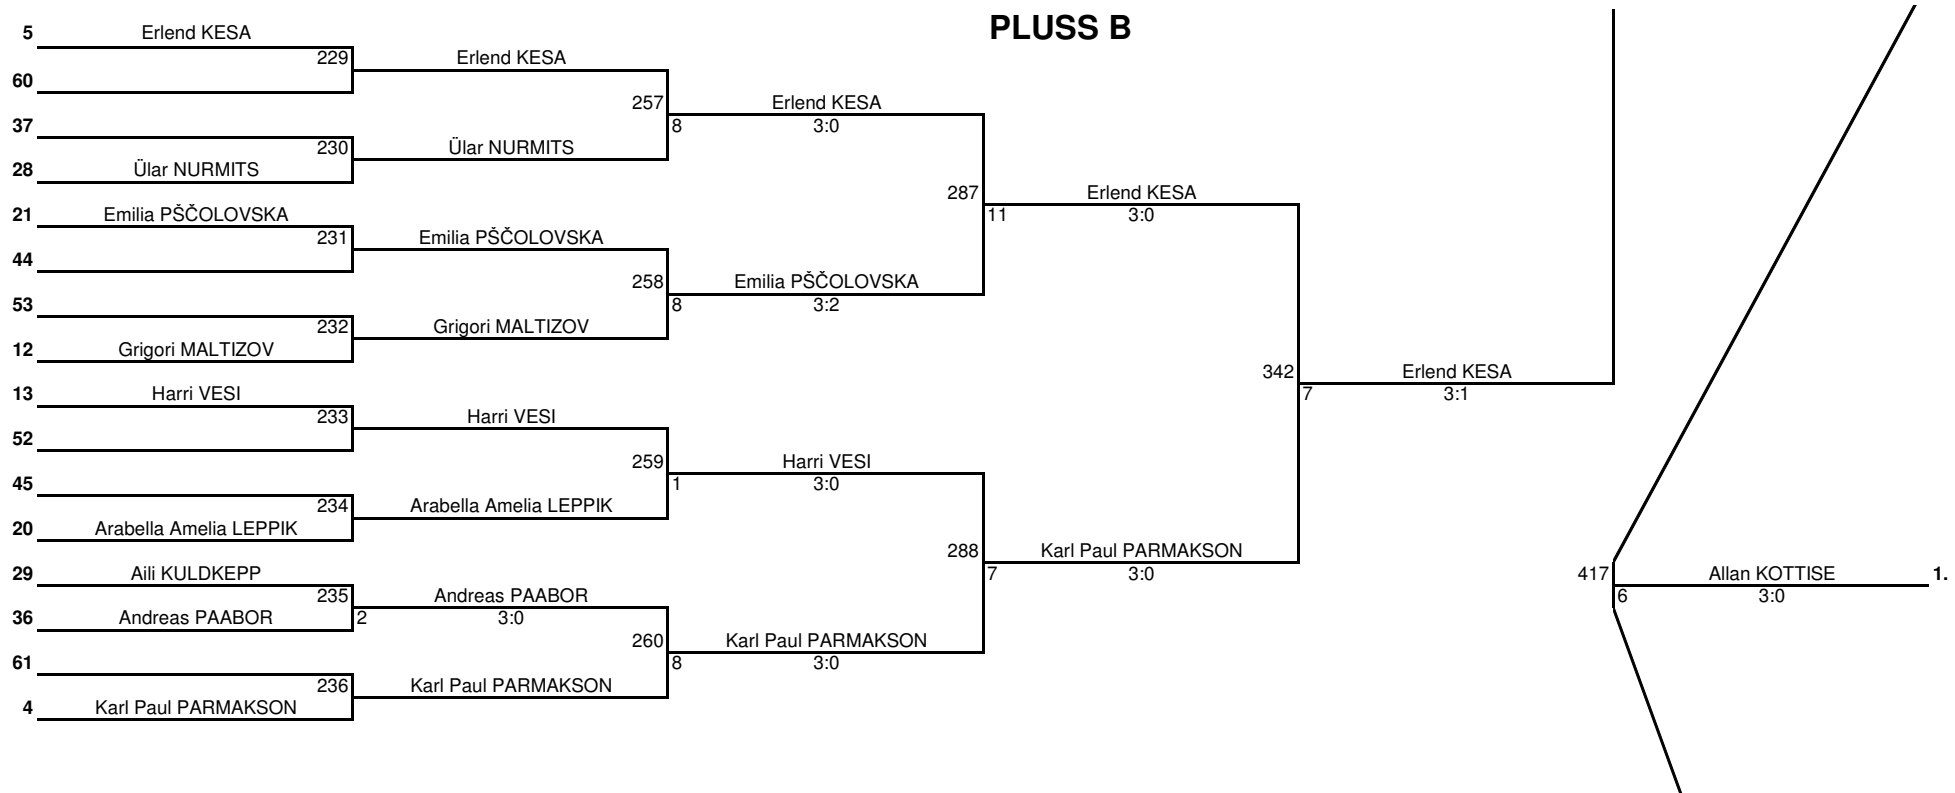 PLUSS B
5 Erlend KESA
229 Erlend KESA
60
257 Erlend KESA
8 3:0
37
230 Ülar NURMITS
28 Ülar NURMITS
287 Erlend KESA
11 3:0
21 Emilia PŠČOLOVSKA
231 Emilia PŠČOLOVSKA
44
258 Emilia PŠČOLOVSKA
8 3:2
53
232 Grigori MALTIZOV
12 Grigori MALTIZOV
342 Erlend KESA
7 3:1
13 Harri VESI
233 Harri VESI
52
259 Harri VESI
1 3:0
45
234 Arabella Amelia LEPPIK
20 Arabella Amelia LEPPIK
288 Karl Paul PARMAKSON
7 3:0
29 Aili KULDKEPP
235 Andreas PAABOR
36 Andreas PAABOR
2 3:0
260 Karl Paul PARMAKSON
8 3:0
61
236 Karl Paul PARMAKSON
4 Karl Paul PARMAKSON
417 Allan KOTTISE 1.
6 3:0